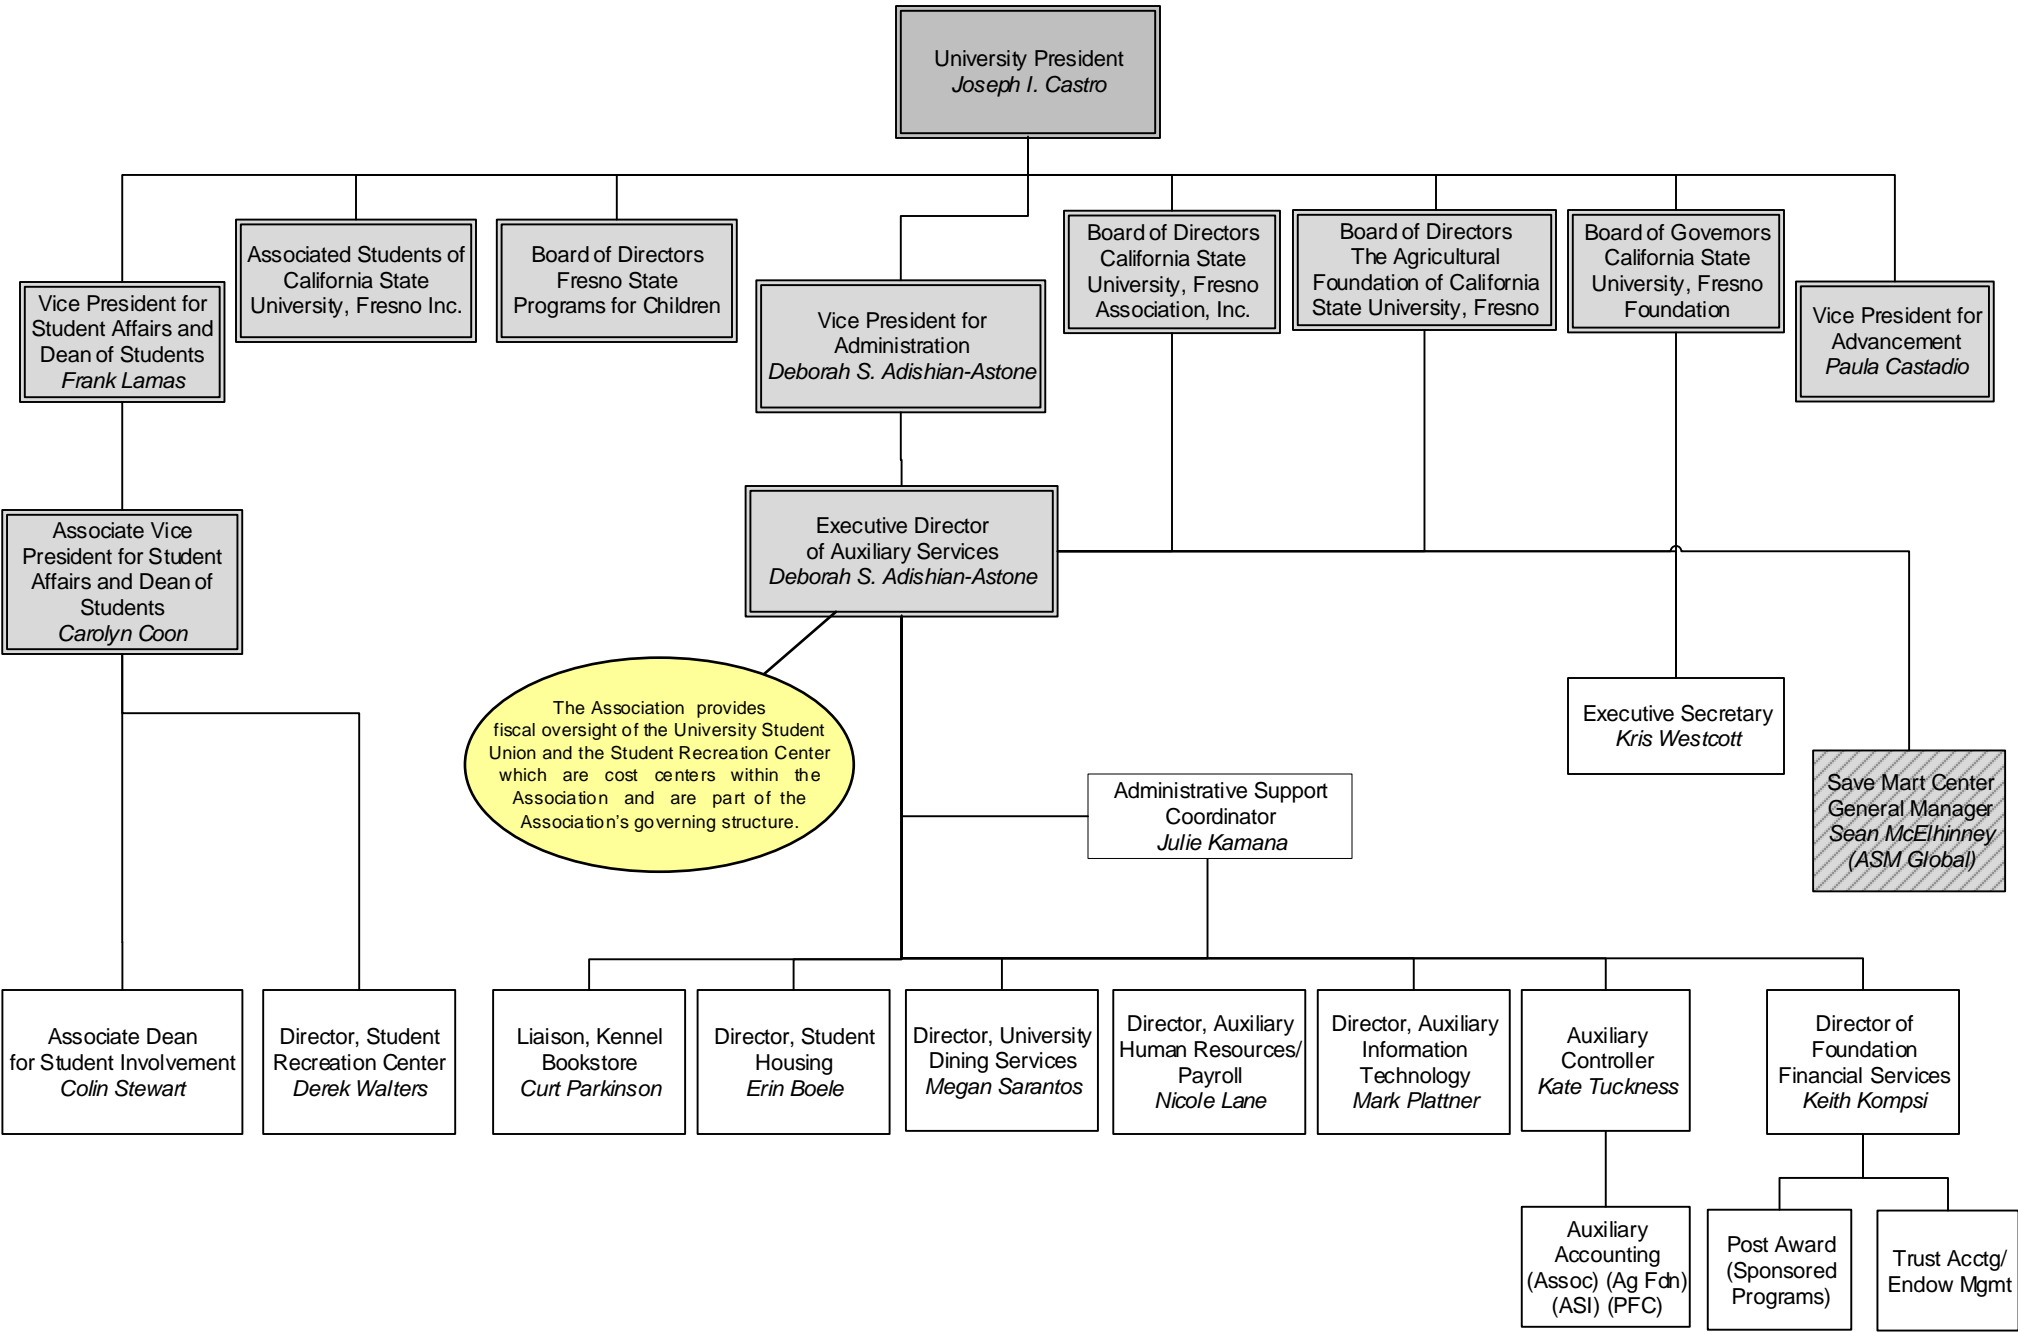 University President
Joseph I. Castro
Associated Students of
California State
University, Fresno Inc.
Board of Directors
Fresno State
Programs for Children
Board of Directors
California State
University, Fresno
Association, Inc.
Board of Directors
The Agricultural
Foundation of California
State University, Fresno
Board of Governors
California State
University, Fresno
Foundation
Vice President for
Student Affairs and
Dean of Students
Frank Lamas
Vice President for
Administration
Deborah S. Adishian-Astone
Vice President for
Advancement
Paula Castadio
Associate Vice
President for Student
Affairs and Dean of
Students
Carolyn Coon
Executive Director
of Auxiliary Services
Deborah S. Adishian-Astone
The Association provides
fiscal oversight of the University Student
Union and the Student Recreation Center
which are cost centers within the
Association and are part of the
Association’s governing structure.
Executive Secretary
Kris Westcott
Administrative Support
Coordinator
Julie Kamana
Save Mart Center
General Manager
Sean McElhinney
(ASM Global)
Associate Dean
for Student Involvement
Colin Stewart
Director, Student
Recreation Center
Derek Walters
Liaison, Kennel
Bookstore
Curt Parkinson
Director, Student
Housing
Erin Boele
Director, University
Dining Services
Megan Sarantos
Director, Auxiliary
Human Resources/
Payroll
Nicole Lane
Director, Auxiliary
Information
Technology
Mark Plattner
Auxiliary
Controller
Kate Tuckness
Director of
Foundation
Financial Services
Keith Kompsi
Auxiliary
Accounting
(Assoc) (Ag Fdn)
(ASI) (PFC)
Post Award
(Sponsored
Programs)
Trust Acctg/
Endow Mgmt